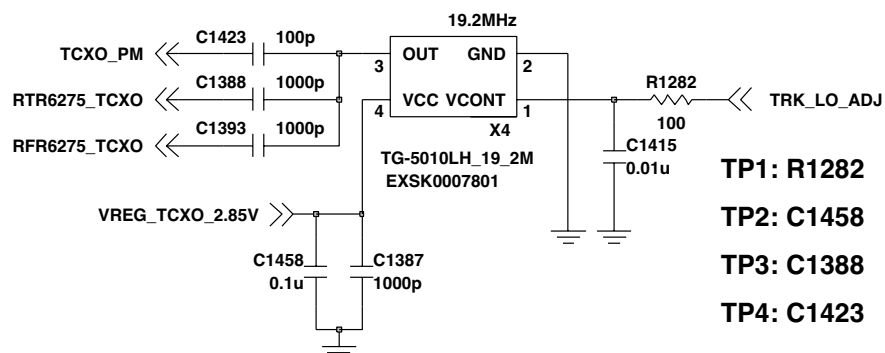 19.2MHz
C1423 100p
TCXO_PM
OUT GND
3 2
C1388 1000p
R1282
RTR6275_TCXO
VCC VCONT
TRK_LO_ADJ
4 1
100
C1393 1000p
X4
RFR6275_TCXO
C1415
0.01u
TG-5010LH_19_2M
EXSK0007801
TP1: R1282
VREG_TCXO_2.85V
TP2: C1458
C1458 C1387
0.1u 1000p
TP3: C1388
TP4: C1423